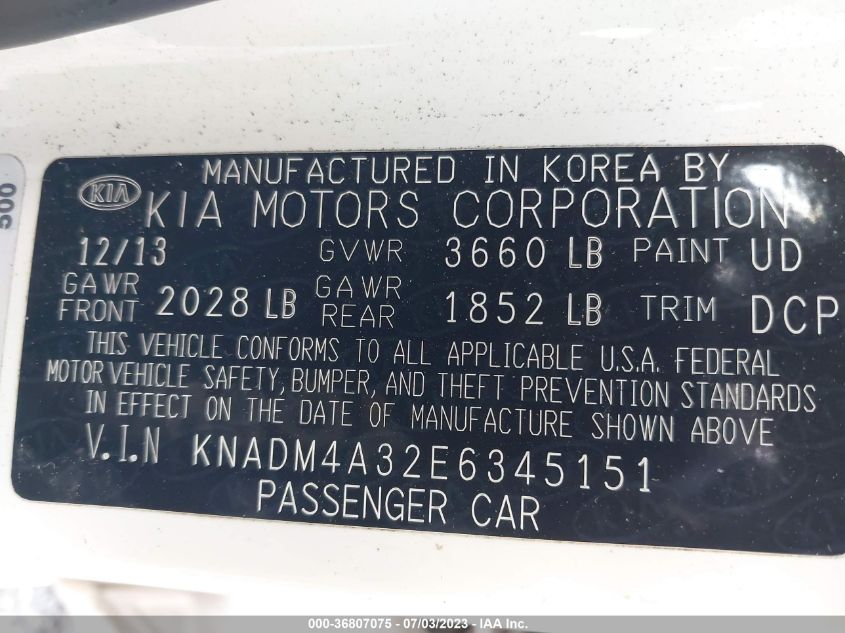 MANUFACTURED IN KOREA BY
KIA KIA MOTORS CORPORATION
12/13 GVWR 3660 LB PAINT UD
GAWR FRONT 2028 LB GAWR REAR 1852 LB TRIM DCP
THIS VEHICLE CONFORMS TO ALL APPLICABLE U.S.A. FEDERAL
MOTOR VEHICLE SAFETY, BUMPER, AND THEFT PREVENTION STANDARDS
IN EFFECT ON THE DATE OF MANUFACTURE SHOWN ABOVE
V.I.N KNADM4A32E6345151
PASSENGER CAR
500
000-36807075 - 07/03/2023 - IAA Inc.